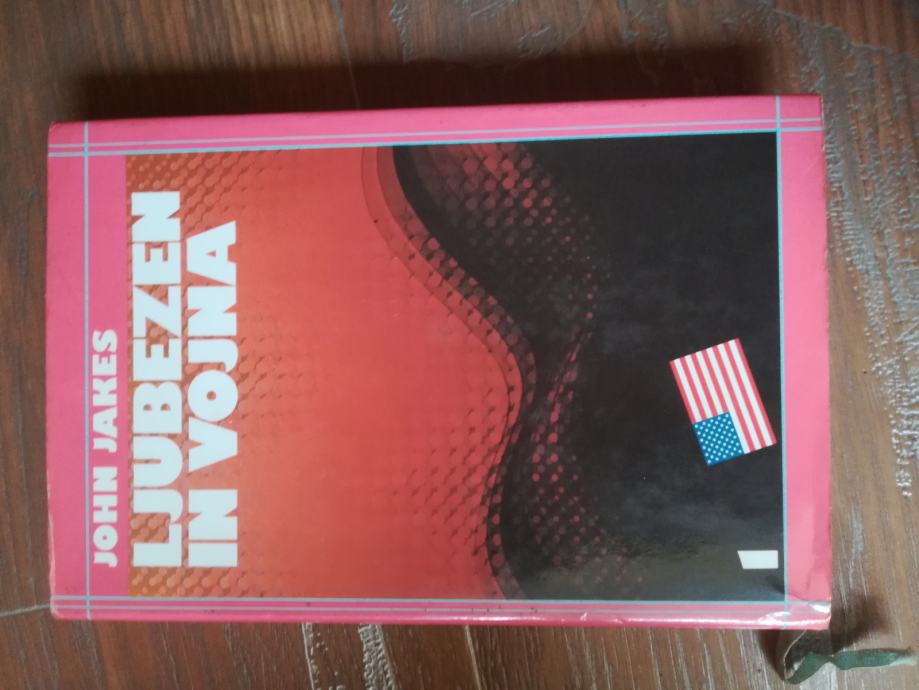 JOHN JAKES
LJUBEZEN
IN VOJNA
1